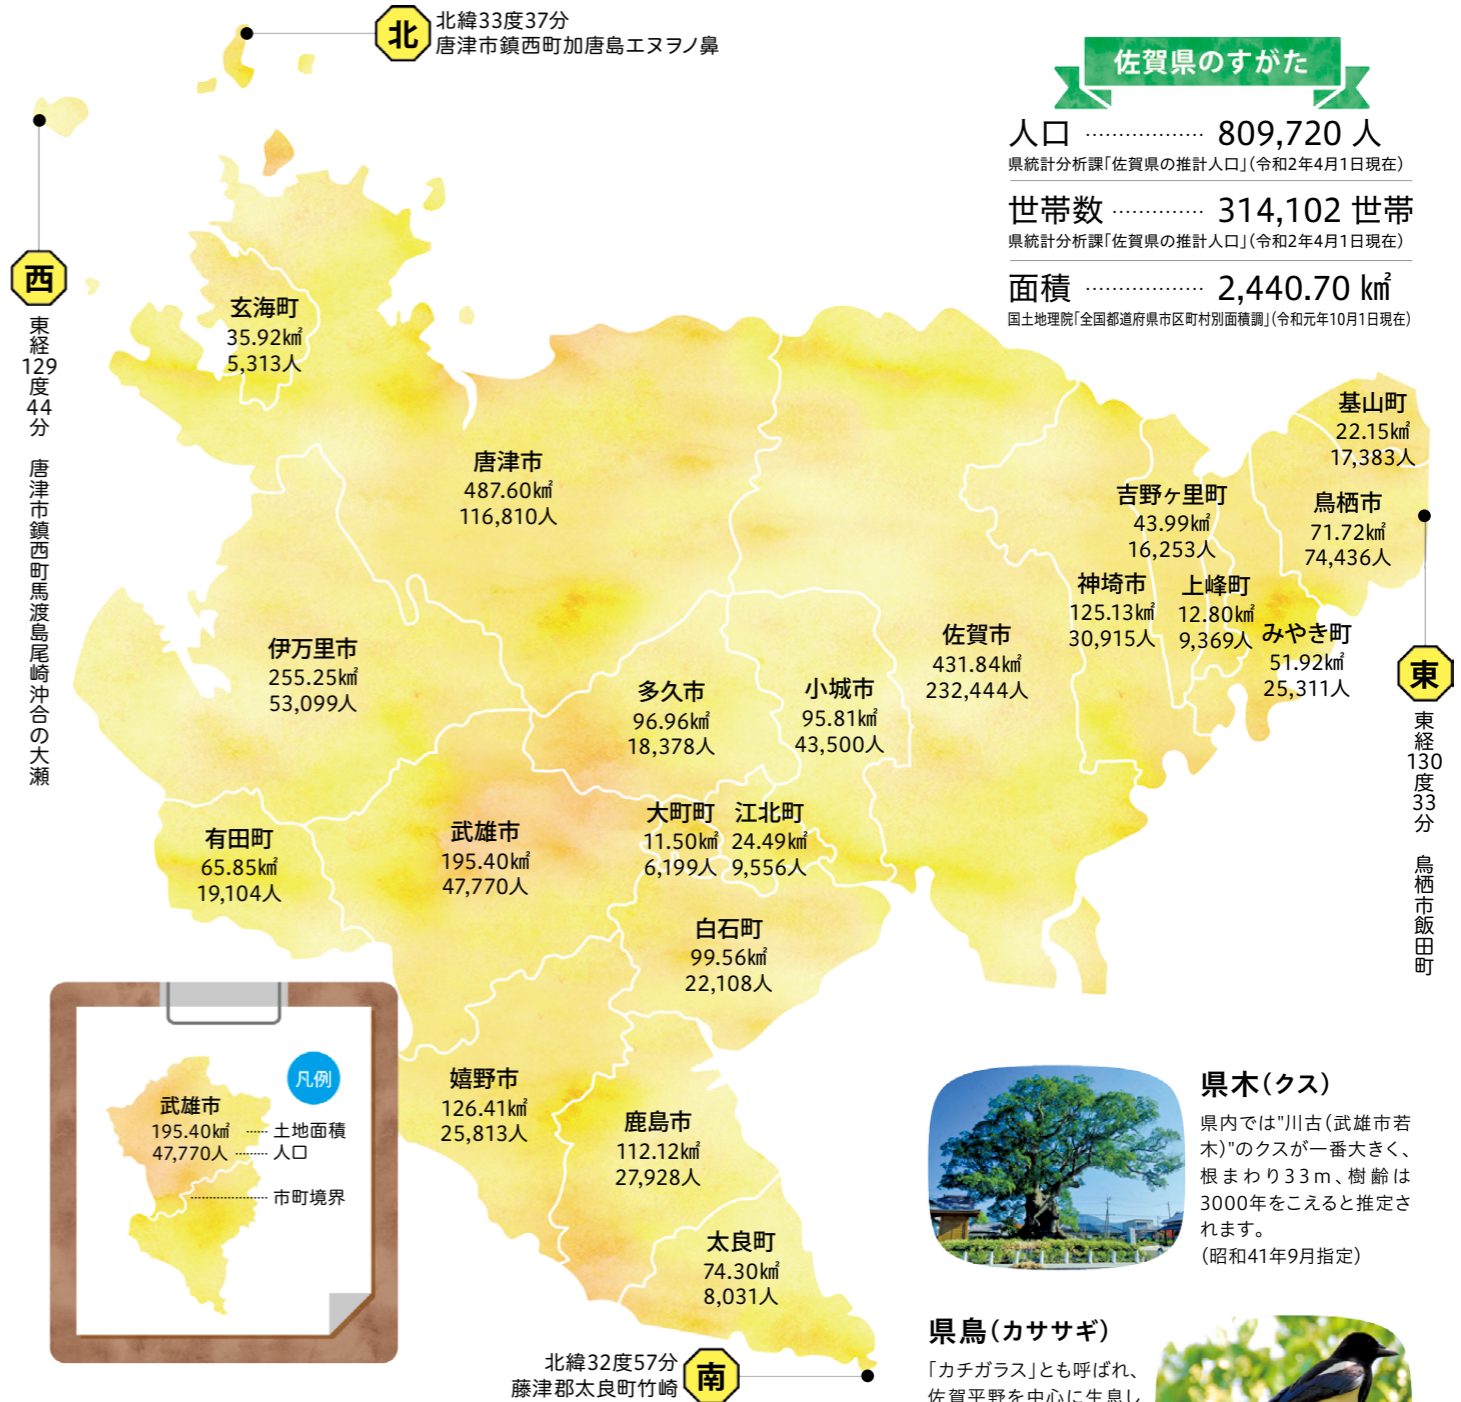 北
北緯33度37分
唐津市鎮西町加唐島エヌヲノ鼻
佐賀県のすがた
人口 ……………… 809,720 人
県統計分析課「佐賀県の推計人口」(令和2年4月1日現在)
世帯数 …………… 314,102 世帯
県統計分析課「佐賀県の推計人口」(令和2年4月1日現在)
面積 ……………… 2,440.70 ㎢
国土地理院「全国都道府県市区町村別面積調」(令和元年10月1日現在)
西
東経129度44分 唐津市鎮西町馬渡島尾崎沖合の大瀬
玄海町
35.92㎢
5,313人
唐津市
487.60㎢
116,810人
基山町
22.15㎢
17,383人
鳥栖市
71.72㎢
74,436人
吉野ヶ里町
43.99㎢
16,253人
神埼市
125.13㎢
30,915人
上峰町
12.80㎢
9,369人
みやき町
51.92㎢
25,311人
東
東経130度33分 鳥栖市飯田町
佐賀市
431.84㎢
232,444人
伊万里市
255.25㎢
53,099人
多久市
96.96㎢
18,378人
小城市
95.81㎢
43,500人
有田町
65.85㎢
19,104人
武雄市
195.40㎢
47,770人
大町町
11.50㎢
6,199人
江北町
24.49㎢
9,556人
白石町
99.56㎢
22,108人
嬉野市
126.41㎢
25,813人
鹿島市
112.12㎢
27,928人
太良町
74.30㎢
8,031人
凡例
武雄市
195.40㎢ …… 土地面積
47,770人 ……… 人口
市町境界
北緯32度57分
藤津郡太良町竹崎
南
県木(クス)
県内では"川古(武雄市若
木)"のクスが一番大きく、
根まわり33m、樹齢は
3000年をこえると推定さ
れます。
(昭和41年9月指定)
県鳥(カササギ)
「カチガラス」とも呼ばれ、
佐賀平野を中心に生息し